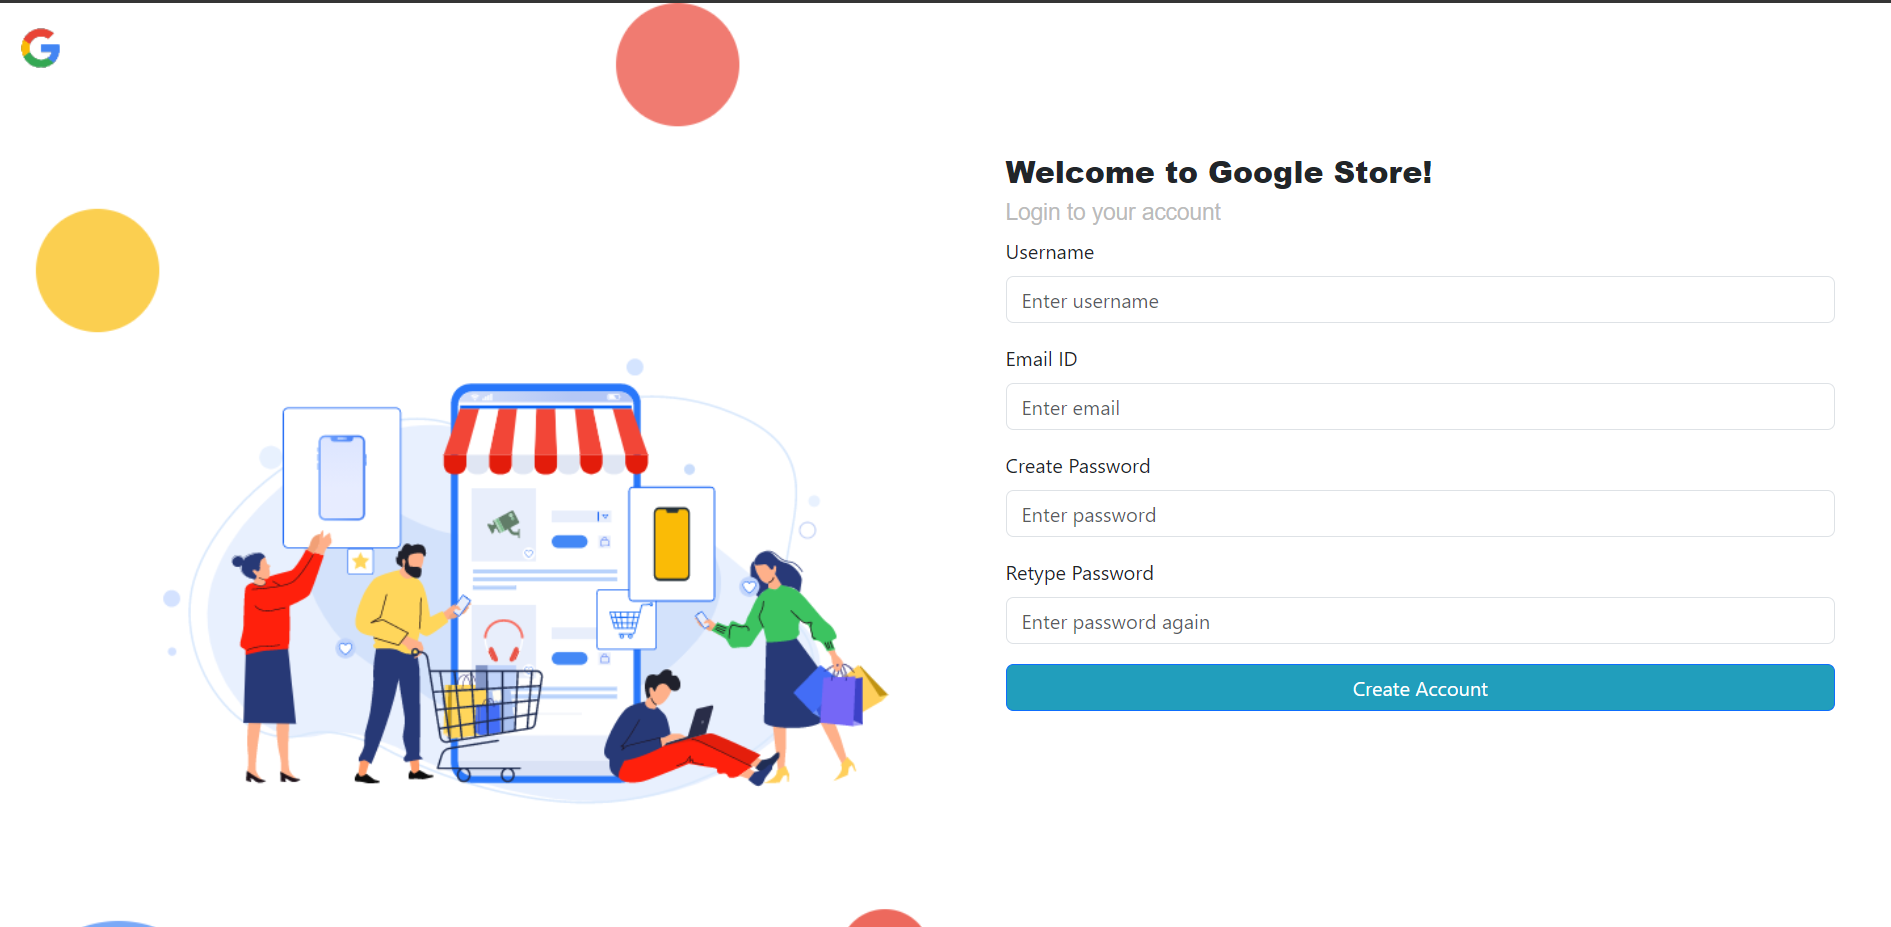 Welcome to Google Store!
Login to your account
Username
Enter username
Email ID
Enter email
Create Password
Enter password
Retype Password
Enter password again
Create Account